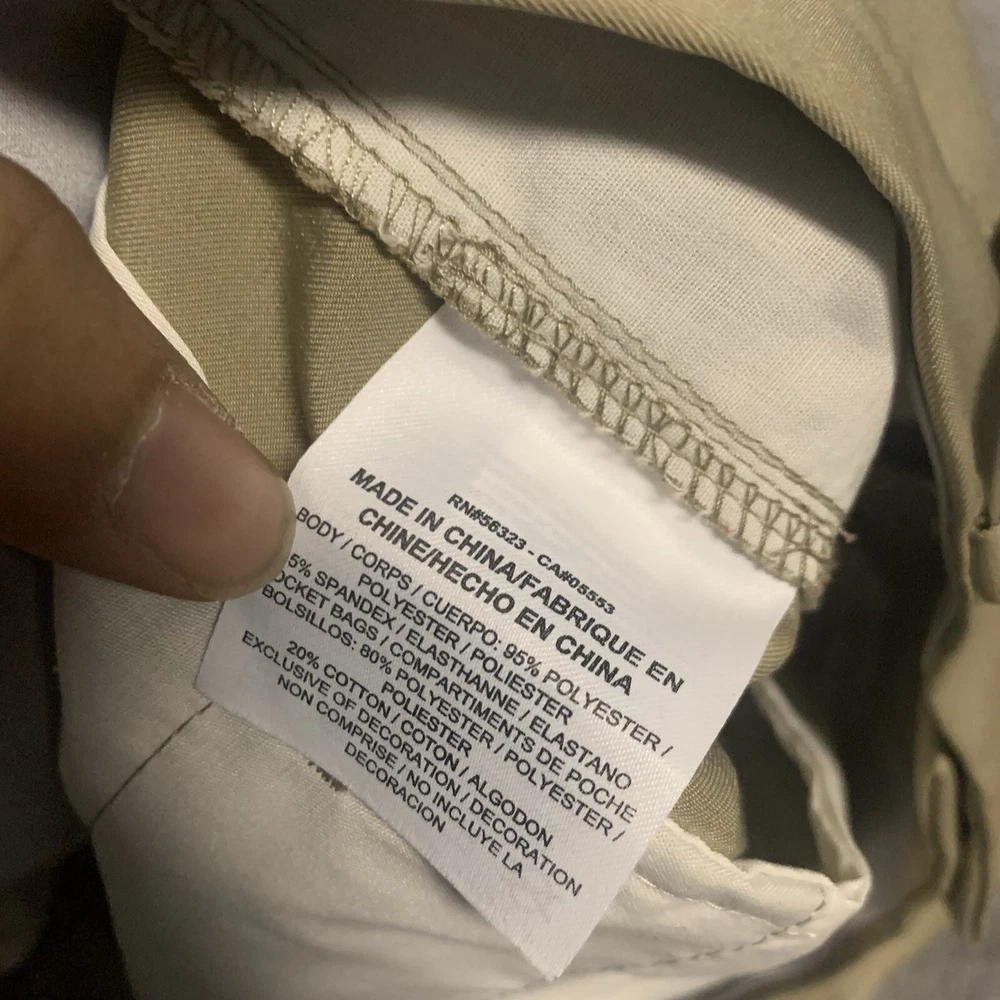 RN#56323 - CA#05553
MADE IN CHINA/FABRIQUE EN
CHINE/HECHO EN CHINA
BODY / CORPS / CUERPO: 95% POLYESTER /
POLYESTER / POLIESTER
5% SPANDEX / ELASTHANNE / ELASTANO
POCKET BAGS / COMPARTIMENTS DE POCHE
BOLSILLOS: 80% POLYESTER / POLYESTER /
POLIESTER
20% COTTON / COTON / ALGODON
EXCLUSIVE OF DECORATION / DECORATION
NON COMPRISE / NO INCLUYE LA
DECORACION